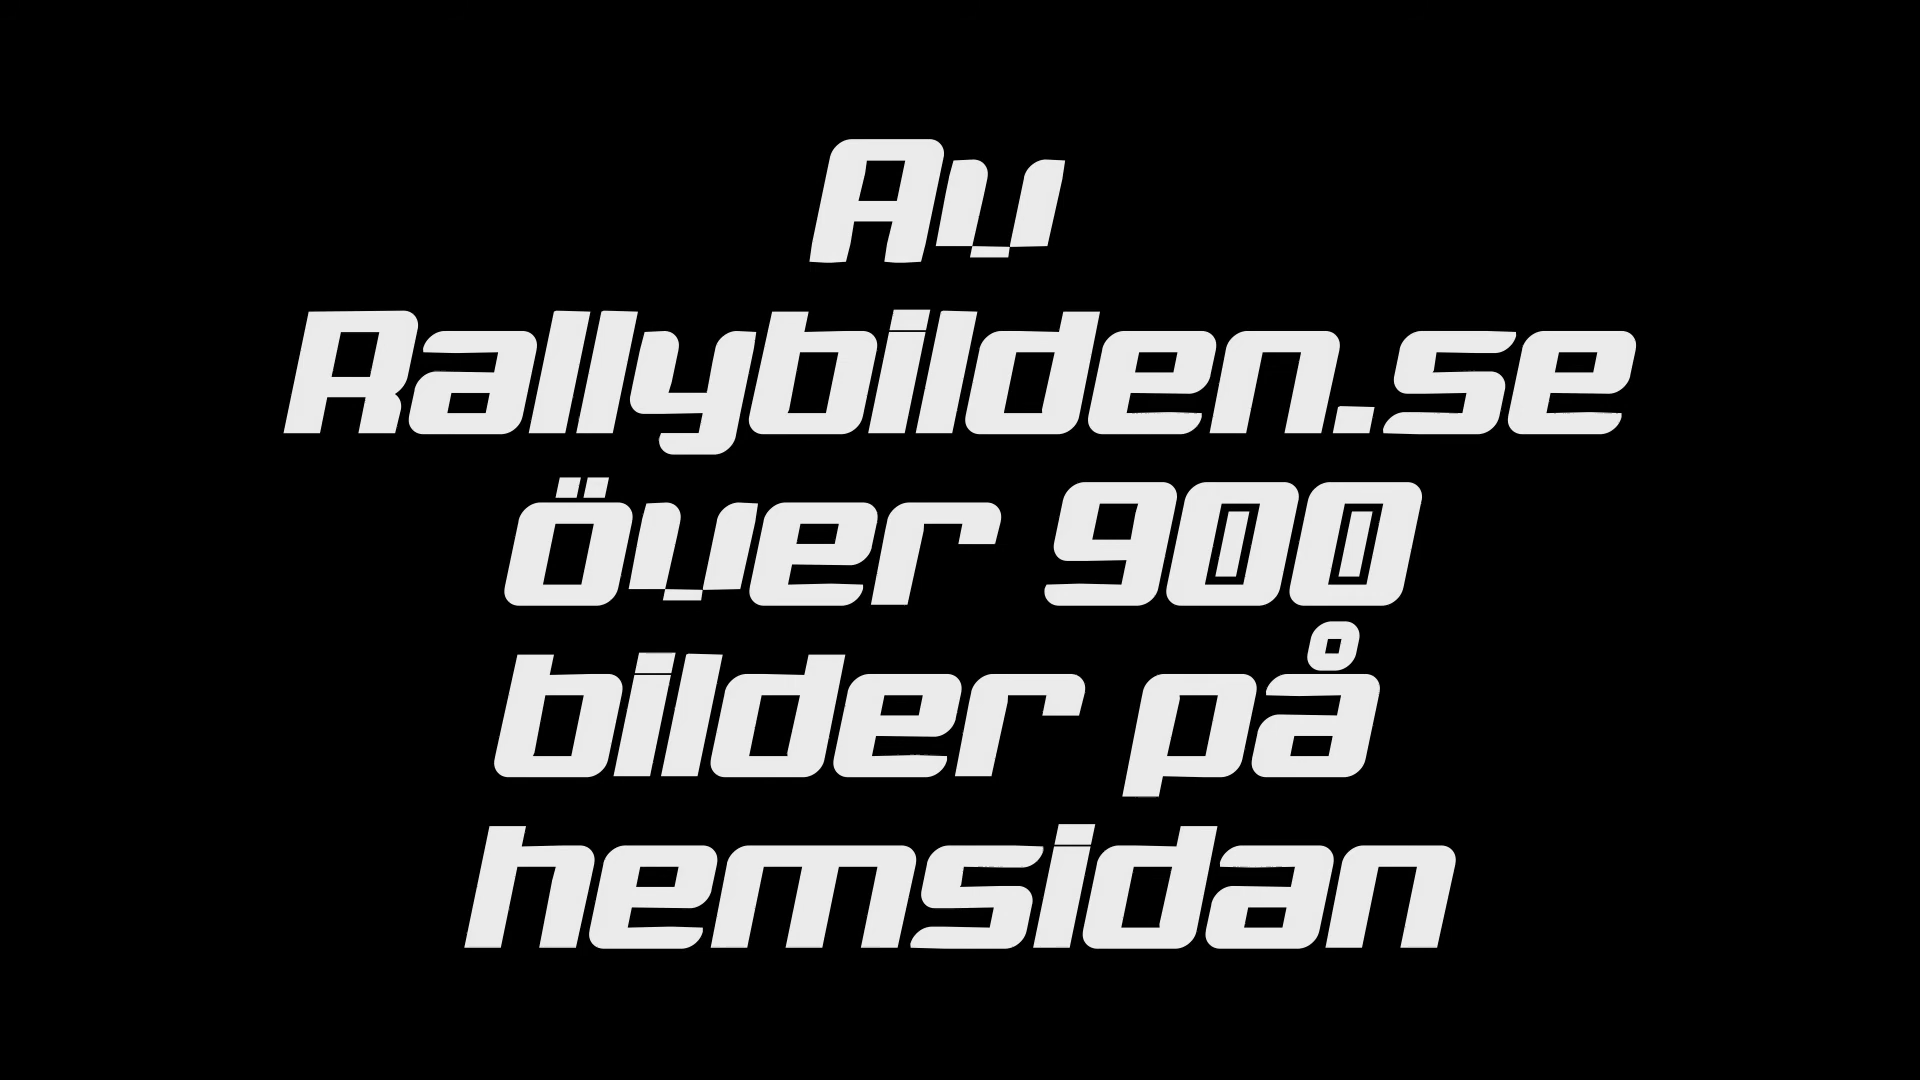 Av
Rallybilden.se
över 900
bilder på
hemsidan